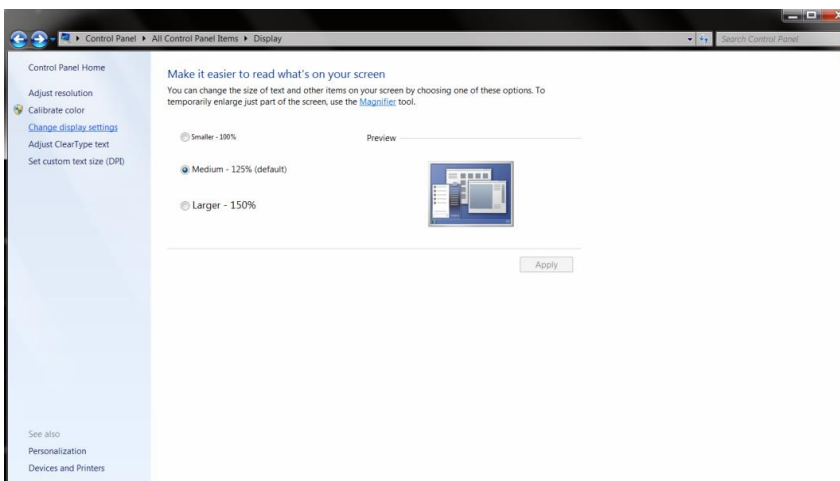 Control Panel ▸ All Control Panel Items ▸ Display
Search Control Panel
Control Panel Home
Adjust resolution
Calibrate color
Change display settings
Adjust ClearType text
Set custom text size (DPI)
See also
Personalization
Devices and Printers
Make it easier to read what's on your screen
You can change the size of text and other items on your screen by choosing one of these options. To
temporarily enlarge just part of the screen, use the Magnifier tool.
Smaller - 100%
Preview
Medium - 125% (default)
Larger - 150%
Apply